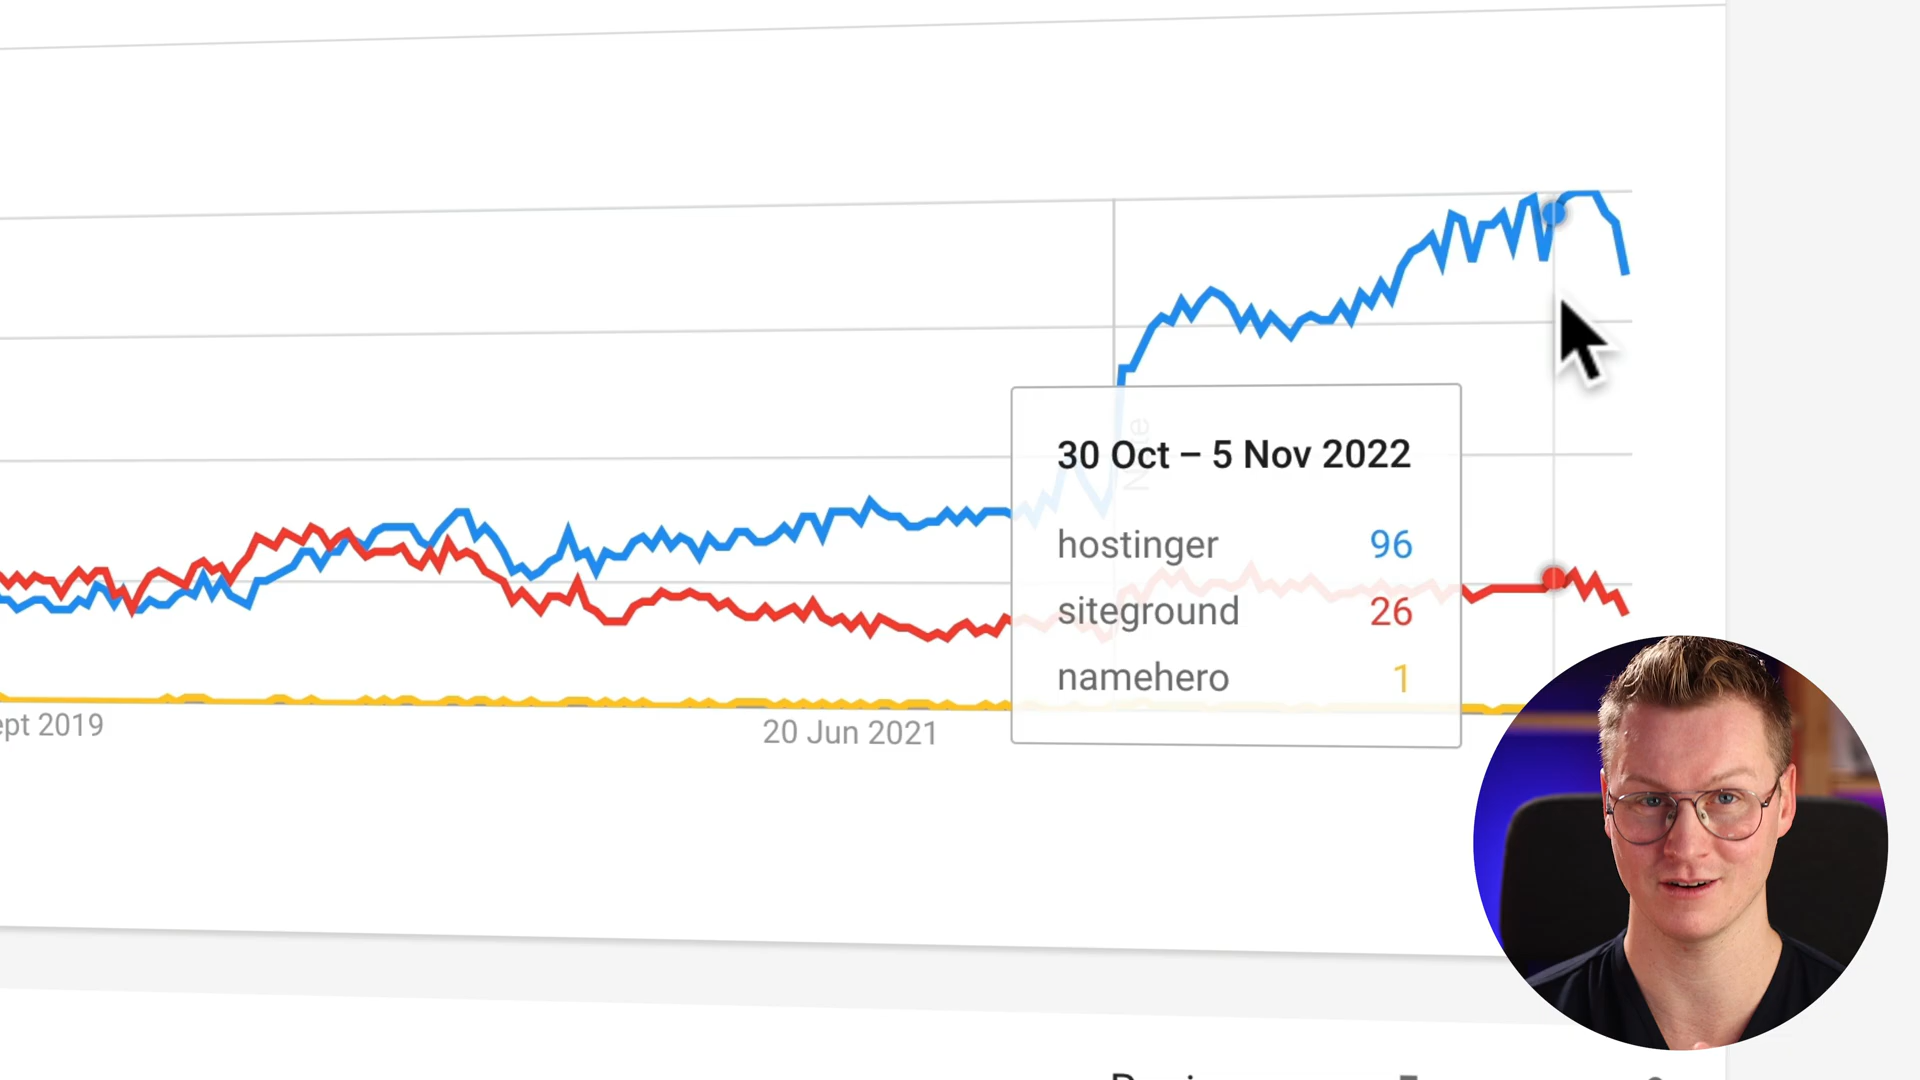 30 Oct – 5 Nov 2022
hostinger 96
siteground 26
namehero 1
ept 2019
20 Jun 2021